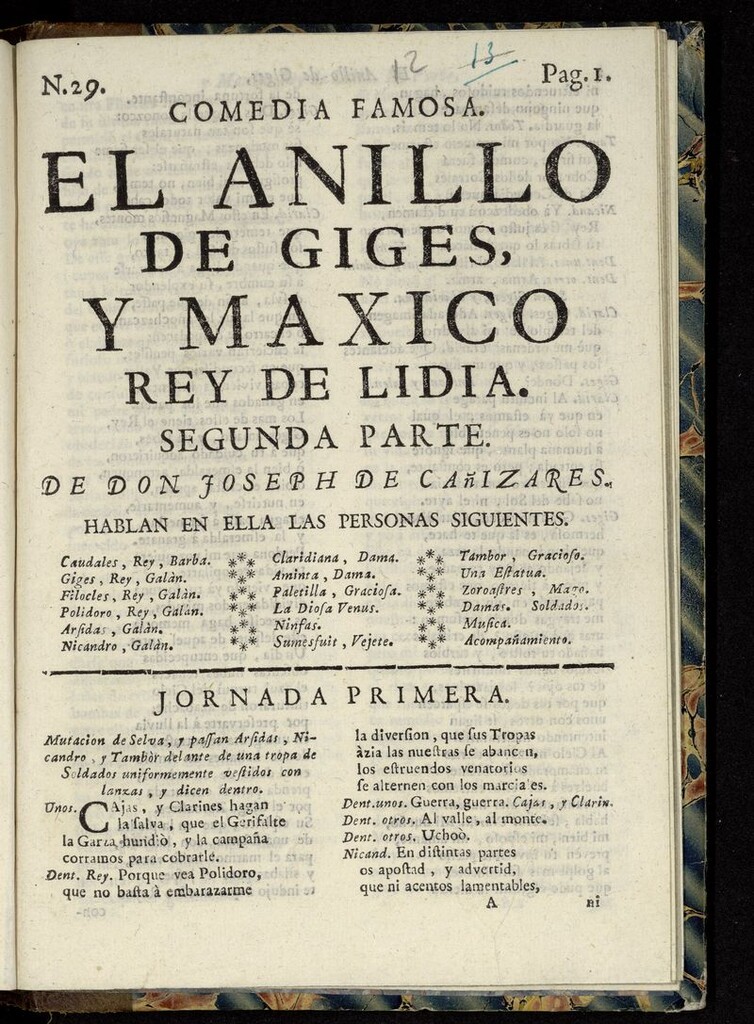 12 13
N.29. Pag. 1.
COMEDIA FAMOSA.
EL ANILLO
DE GIGES,
Y MAXICO
REY DE LIDIA.
SEGUNDA PARTE.
DE DON JOSEPH DE CAñIZARES.
HABLAN EN ELLA LAS PERSONAS SIGUIENTES.
Caudales, Rey, Barba.
Giges, Rey, Galàn.
Filocles, Rey, Galàn.
Polidoro, Rey, Galàn.
Arſidas, Galàn.
Nicandro, Galàn.
Claridiana, Dama.
Aminta, Dama.
Paletilla, Gracioſa.
La Dioſa Venus.
Ninfas.
Sumesfuit, Vejete.
Tambor, Gracioſo.
Una Eſtatua.
Zoroaſtres, Mago.
Damas. Soldados.
Muſica.
Acompañamiento.
JORNADA PRIMERA.
Mutacion de Selva, y paſſan Arſidas, Ni-
candro, y Tambòr delante de una tropa de
Soldados uniformemente veſtidos con
lanzas, y dicen dentro.
Unos. CAjas, y Clarines hagan
la ſalva, que el Gerifalte
la Garza hundiò, y la campaña
corramos para cobrarle.
Dent. Rey. Porque vea Polidoro,
que no baſta à embarazarme
la diverſion, que ſus Tropas
àzia las nueſtras ſe abancen,
los eſtruendos venatorios
ſe alternen con los marciales.
Dent. unos. Guerra, guerra. Cajas, y Clarin.
Dent. otros. Al valle, al monte.
Dent. otros. Uchoò.
Nicand. En diſtintas partes
os apoſtad, y advertid,
que ni acentos lamentables,
A ni